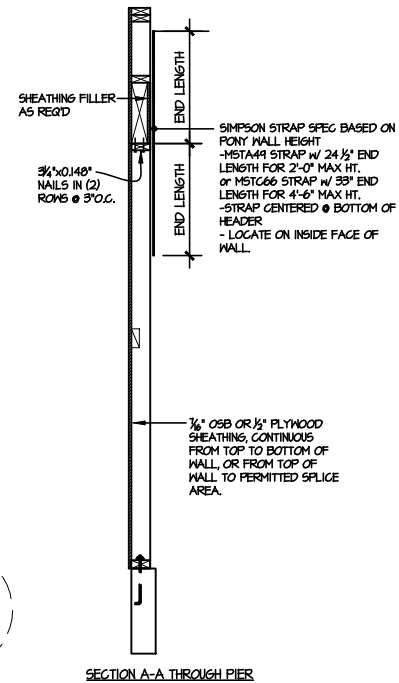 SHEATHING FILLER
AS REQ'D
END LENGTH
3¼"x0.148"
NAILS IN (2)
ROWS @ 3"O.C.
END LENGTH
SIMPSON STRAP SPEC BASED ON
PONY WALL HEIGHT
-MSTA49 STRAP w/ 24 ½" END
LENGTH FOR 2'-0" MAX HT.
or MSTC66 STRAP w/ 33" END
LENGTH FOR 4'-6" MAX HT.
-STRAP CENTERED @ BOTTOM OF
HEADER
- LOCATE ON INSIDE FACE OF
WALL.
7⁄16" OSB OR ½" PLYWOOD
SHEATHING, CONTINUOUS
FROM TOP TO BOTTOM OF
WALL, OR FROM TOP OF
WALL TO PERMITTED SPLICE
AREA.
SECTION A-A THROUGH PIER